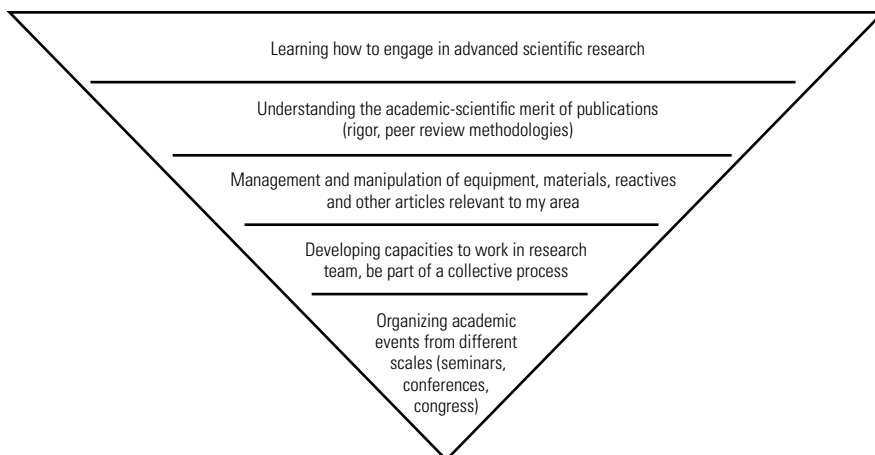 Learning how to engage in advanced scientific research
Understanding the academic-scientific merit of publications
(rigor, peer review methodologies)
Management and manipulation of equipment, materials, reactives
and other articles relevant to my area
Developing capacities to work in research
team, be part of a collective process
Organizing academic
events from different
scales (seminars,
conferences,
congress)